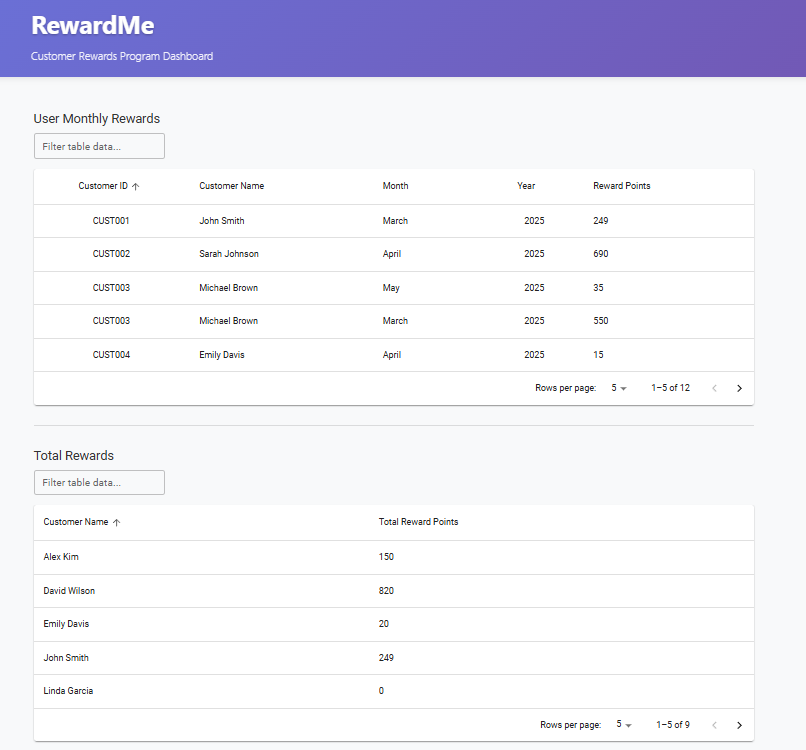 RewardMe
Customer Rewards Program Dashboard
User Monthly Rewards
Filter table data...
Customer ID Customer Name Month Year Reward Points
CUST001 John Smith March 2025 249
CUST002 Sarah Johnson April 2025 690
CUST003 Michael Brown May 2025 35
CUST003 Michael Brown March 2025 550
CUST004 Emily Davis April 2025 15
Rows per page: 5 1–5 of 12
Total Rewards
Filter table data...
Customer Name Total Reward Points
Alex Kim 150
David Wilson 820
Emily Davis 20
John Smith 249
Linda Garcia 0
Rows per page: 5 1–5 of 9